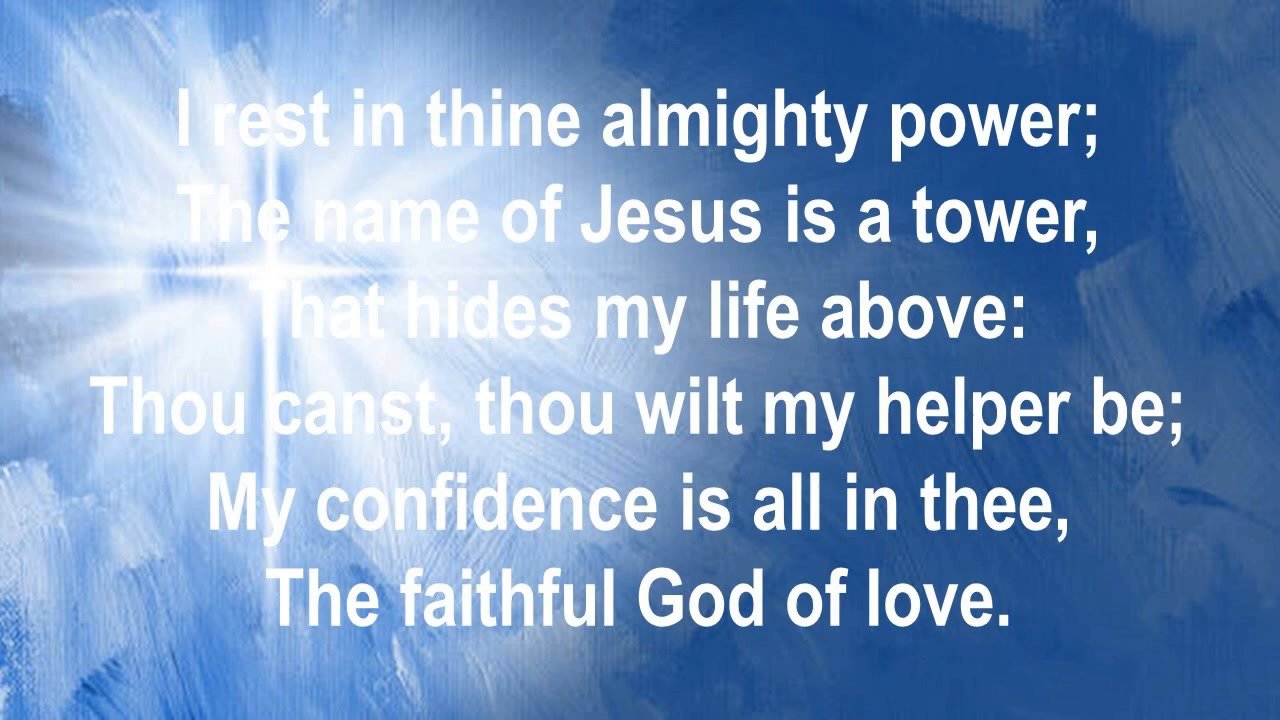 I rest in thine almighty power;
The name of Jesus is a tower,
That hides my life above:
Thou canst, thou wilt my helper be;
My confidence is all in thee,
The faithful God of love.